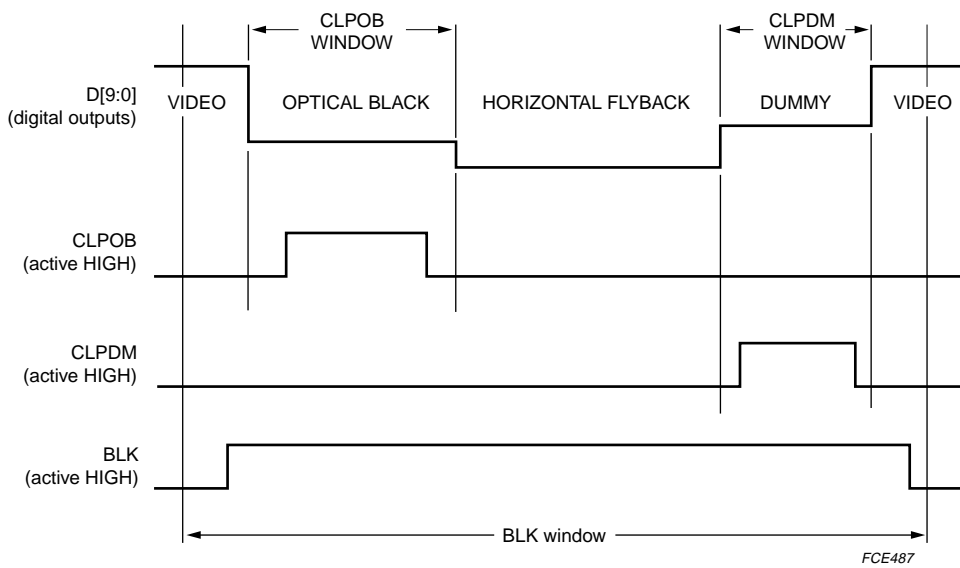 CLPOB
WINDOW
CLPDM
WINDOW
D[9:0]
(digital outputs)
VIDEO
OPTICAL BLACK
HORIZONTAL FLYBACK
DUMMY
VIDEO
CLPOB
(active HIGH)
CLPDM
(active HIGH)
BLK
(active HIGH)
BLK window
FCE487